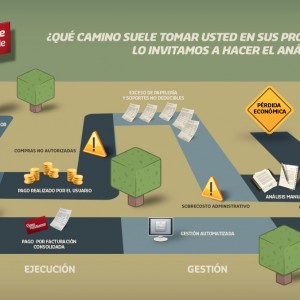 ¿QUÉ CAMINO SUELE TOMAR USTED EN SUS PRO
LO INVITAMOS A HACER EL ANÁ
EXCESO DE PAPELERÍA
Y SOPORTES NO DEDUCIBLES
PÉRDIDA
ECONÓMICA
COMPRAS NO AUTORIZADAS
PAGO REALIZADO POR EL USUARIO
SOBRECOSTO ADMINISTRATIVO
ANÁLISIS MANU
PAGO POR FACTURACIÓN
CONSOLIDADA
GESTIÓN AUTOMATIZADA
EJECUCIÓN
GESTIÓN